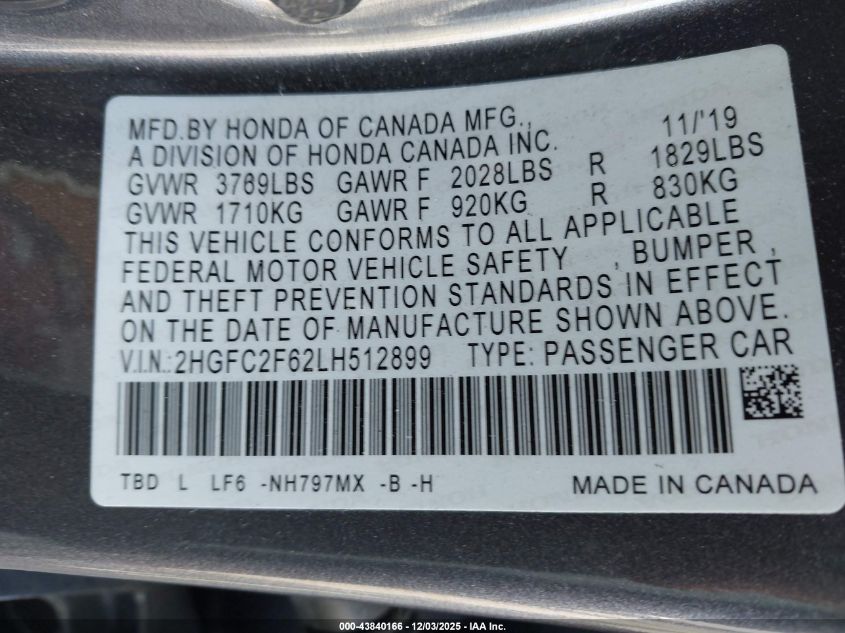 MFD.BY HONDA OF CANADA MFG., 11/'19
A DIVISION OF HONDA CANADA INC.
GVWR 3769LBS GAWR F 2028LBS R 1829LBS
GVWR 1710KG GAWR F 920KG R 830KG
THIS VEHICLE CONFORMS TO ALL APPLICABLE
FEDERAL MOTOR VEHICLE SAFETY , BUMPER ,
AND THEFT PREVENTION STANDARDS IN EFFECT
ON THE DATE OF MANUFACTURE SHOWN ABOVE.
V.I.N.:2HGFC2F62LH512899 TYPE: PASSENGER CAR
TBD L LF6 -NH797MX -B -H MADE IN CANADA
000-43840166 - 12/03/2025 - IAA Inc.